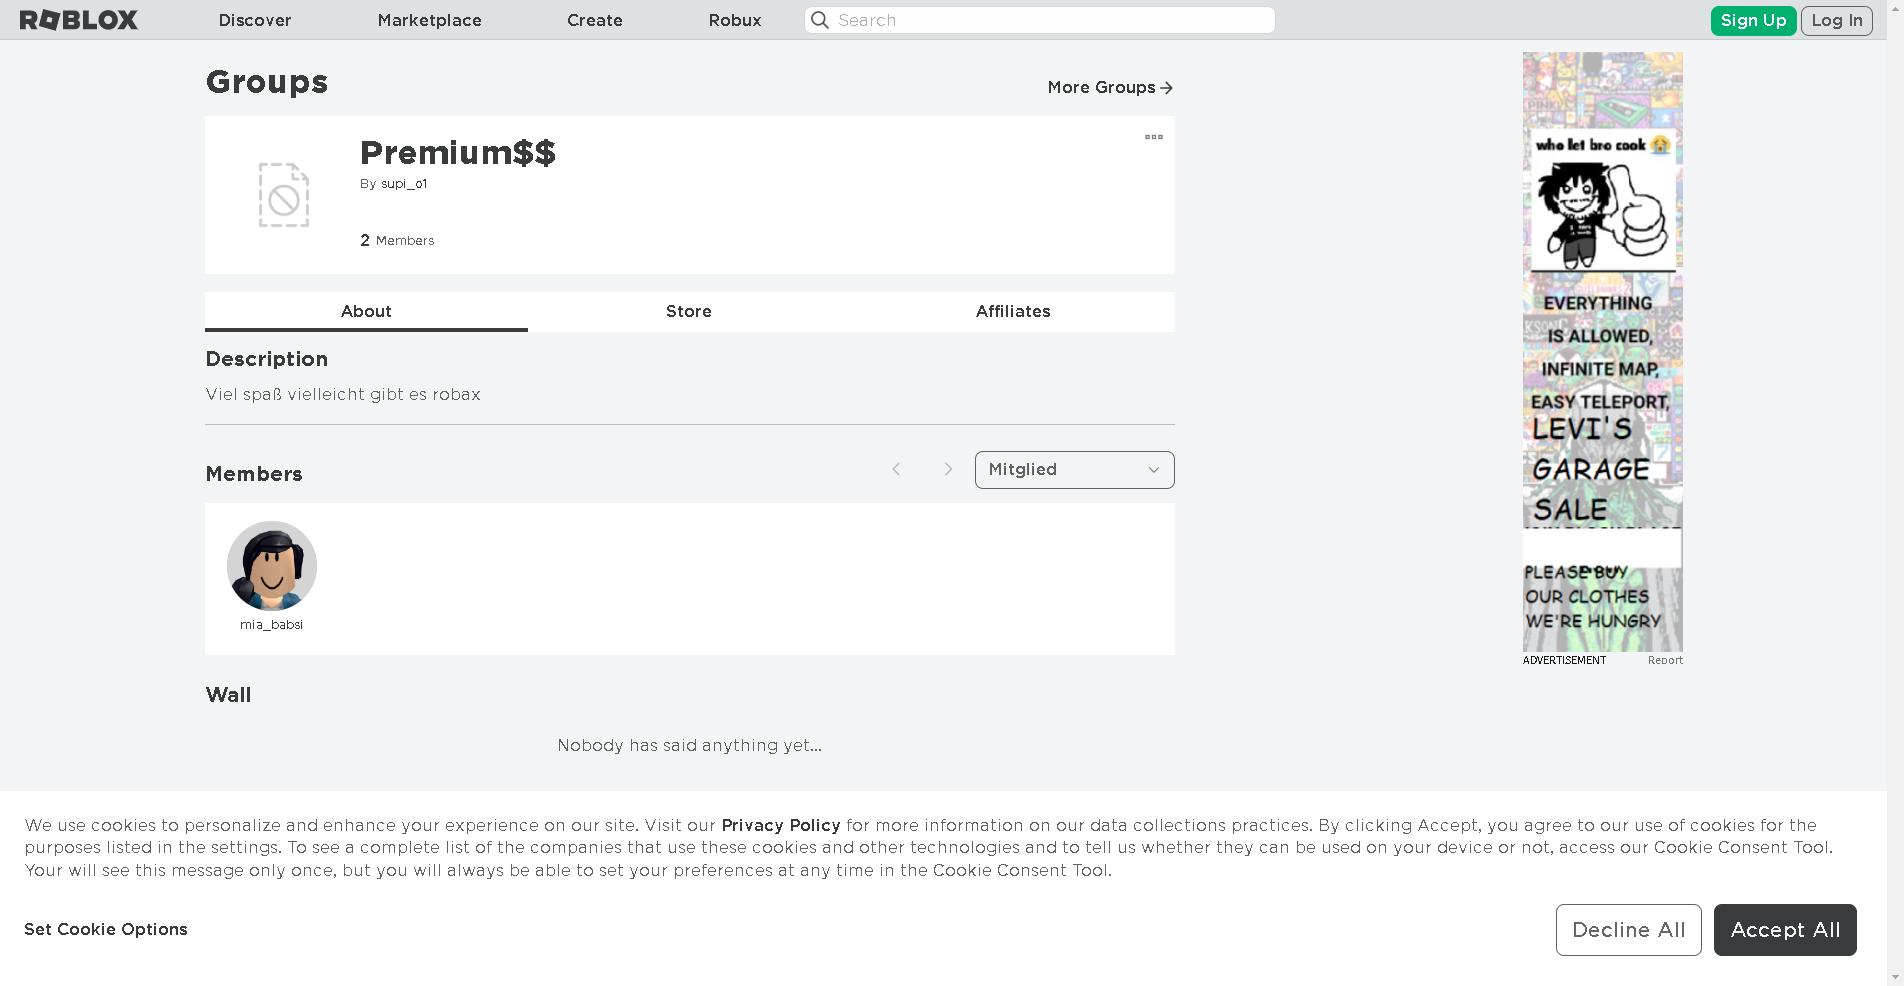 ROBLOX
Discover
Marketplace
Create
Robux
Search
Sign Up
Log In
Groups
More Groups
Premium$$
By supi_o1
2 Members
About
Store
Affiliates
Description
Viel spaß vielleicht gibt es robax
Members
Mitglied
mia_babsi
Wall
Nobody has said anything yet...
who let bro cook
EVERYTHING
IS ALLOWED,
INFINITE MAP,
EASY TELEPORT,
LEVI'S
GARAGE
SALE
PLEASE BUY
OUR CLOTHES
WE'RE HUNGRY
ADVERTISEMENT
Report
We use cookies to personalize and enhance your experience on our site. Visit our Privacy Policy for more information on our data collections practices. By clicking Accept, you agree to our use of cookies for the
purposes listed in the settings. To see a complete list of the companies that use these cookies and other technologies and to tell us whether they can be used on your device or not, access our Cookie Consent Tool.
Your will see this message only once, but you will always be able to set your preferences at any time in the Cookie Consent Tool.
Set Cookie Options
Decline All
Accept All